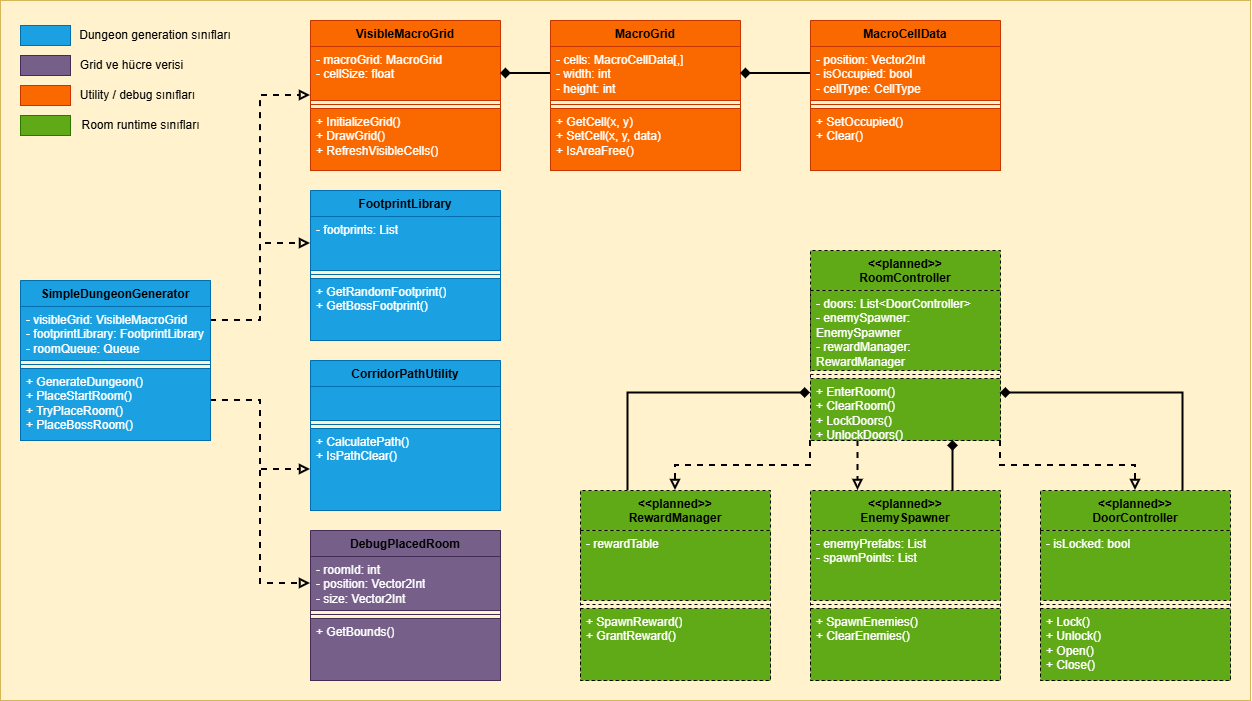 Dungeon generation sınıfları
Grid ve hücre verisi
Utility / debug sınıfları
Room runtime sınıfları
VisibleMacroGrid
- macroGrid: MacroGrid
- cellSize: float
+ InitializeGrid()
+ DrawGrid()
+ RefreshVisibleCells()
MacroGrid
- cells: MacroCellData[,]
- width: int
- height: int
+ GetCell(x, y)
+ SetCell(x, y, data)
+ IsAreaFree()
MacroCellData
- position: Vector2Int
- isOccupied: bool
- cellType: CellType
+ SetOccupied()
+ Clear()
FootprintLibrary
- footprints: List
+ GetRandomFootprint()
+ GetBossFootprint()
SimpleDungeonGenerator
- visibleGrid: VisibleMacroGrid
- footprintLibrary: FootprintLibrary
- roomQueue: Queue
+ GenerateDungeon()
+ PlaceStartRoom()
+ TryPlaceRoom()
+ PlaceBossRoom()
CorridorPathUtility
+ CalculatePath()
+ IsPathClear()
DebugPlacedRoom
- roomId: int
- position: Vector2Int
- size: Vector2Int
+ GetBounds()
<<planned>>
RoomController
- doors: List<DoorController>
- enemySpawner:
EnemySpawner
- rewardManager:
RewardManager
+ EnterRoom()
+ ClearRoom()
+ LockDoors()
+ UnlockDoors()
<<planned>>
RewardManager
- rewardTable
+ SpawnReward()
+ GrantReward()
<<planned>>
EnemySpawner
- enemyPrefabs: List
- spawnPoints: List
+ SpawnEnemies()
+ ClearEnemies()
<<planned>>
DoorController
- isLocked: bool
+ Lock()
+ Unlock()
+ Open()
+ Close()